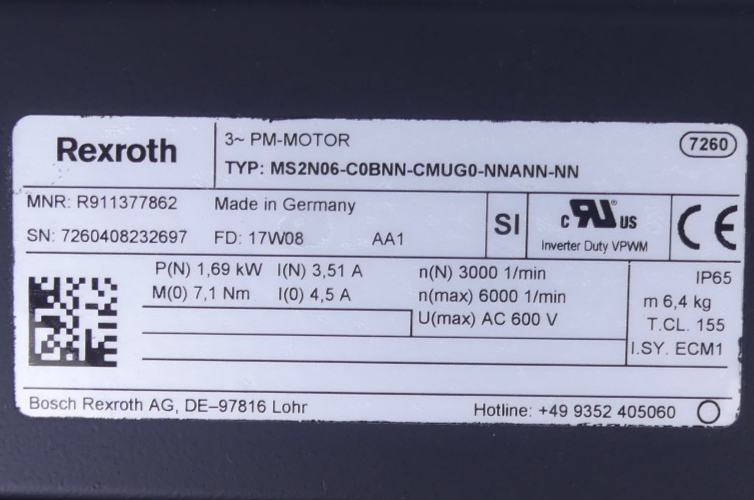 Rexroth
3~ PM-MOTOR
7260
TYP: MS2N06-C0BNN-CMUG0-NNANN-NN
MNR: R911377862 Made in Germany
SN: 7260408232697 FD: 17W08 AA1
SI
c RU ® US
Inverter Duty VPWM
CE
P(N) 1,69 kW I(N) 3,51 A n(N) 3000 1/min IP65
M(0) 7,1 Nm I(0) 4,5 A n(max) 6000 1/min m 6,4 kg
U(max) AC 600 V T.CL. 155
I.SY. ECM1
Bosch Rexroth AG, DE–97816 Lohr Hotline: +49 9352 405060